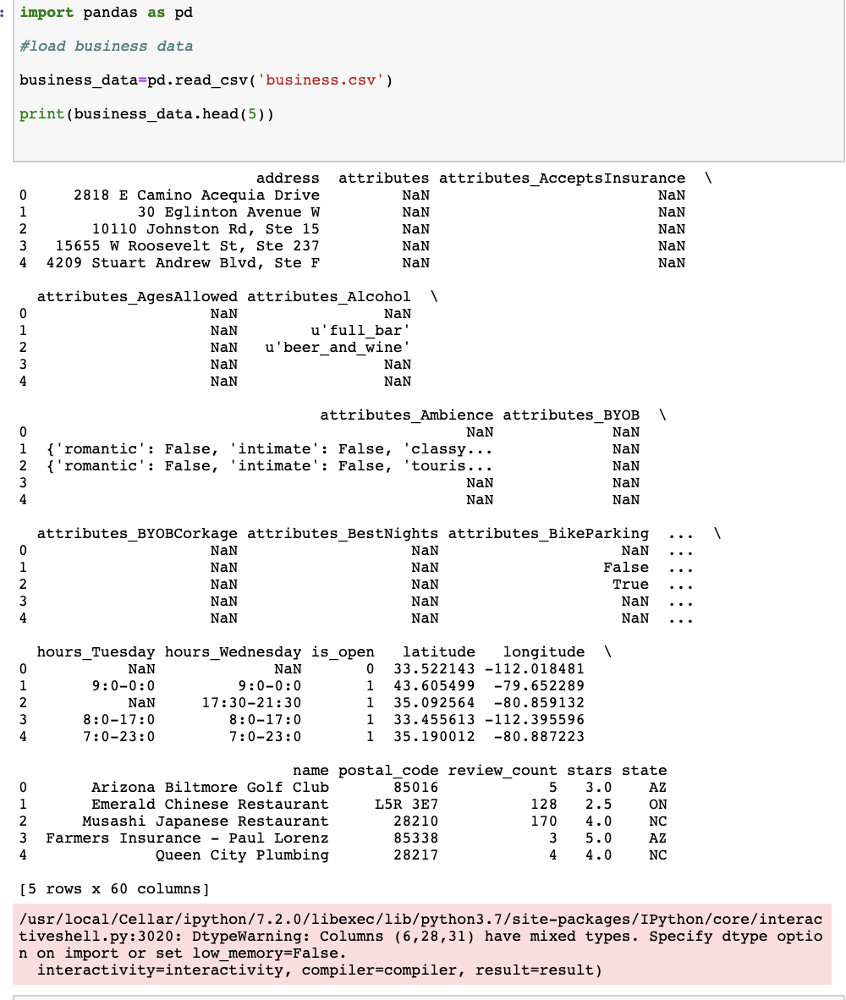 :
import pandas as pd
#load business data
business_data=pd.read_csv('business.csv')
print(business_data.head(5))
                          address  attributes attributes_AcceptsInsurance  \
0     2818 E Camino Acequia Drive         NaN                         NaN
1            30 Eglinton Avenue W         NaN                         NaN
2       10110 Johnston Rd, Ste 15         NaN                         NaN
3   15655 W Roosevelt St, Ste 237         NaN                         NaN
4  4209 Stuart Andrew Blvd, Ste F         NaN                         NaN
  attributes_AgesAllowed attributes_Alcohol  \
0                    NaN                NaN
1                    NaN        u'full_bar'
2                    NaN   u'beer_and_wine'
3                    NaN                NaN
4                    NaN                NaN
                                 attributes_Ambience attributes_BYOB  \
0                                                NaN             NaN
1  {'romantic': False, 'intimate': False, 'classy...             NaN
2  {'romantic': False, 'intimate': False, 'touris...             NaN
3                                                NaN             NaN
4                                                NaN             NaN
  attributes_BYOBCorkage attributes_BestNights attributes_BikeParking  ...  \
0                    NaN                   NaN                    NaN  ...
1                    NaN                   NaN                  False  ...
2                    NaN                   NaN                   True  ...
3                    NaN                   NaN                    NaN  ...
4                    NaN                   NaN                    NaN  ...
  hours_Tuesday hours_Wednesday is_open   latitude   longitude  \
0           NaN             NaN       0  33.522143 -112.018481
1       9:0-0:0         9:0-0:0       1  43.605499  -79.652289
2           NaN     17:30-21:30       1  35.092564  -80.859132
3      8:0-17:0        8:0-17:0       1  33.455613 -112.395596
4      7:0-23:0        7:0-23:0       1  35.190012  -80.887223
                              name postal_code review_count stars state
0        Arizona Biltmore Golf Club       85016            5   3.0    AZ
1        Emerald Chinese Restaurant     L5R 3E7          128   2.5    ON
2       Musashi Japanese Restaurant       28210          170   4.0    NC
3   Farmers Insurance - Paul Lorenz       85338            3   5.0    AZ
4               Queen City Plumbing       28217            4   4.0    NC
[5 rows x 60 columns]
/usr/local/Cellar/ipython/7.2.0/libexec/lib/python3.7/site-packages/IPython/core/interac
tiveshell.py:3020: DtypeWarning: Columns (6,28,31) have mixed types. Specify dtype optio
n on import or set low_memory=False.
  interactivity=interactivity, compiler=compiler, result=result)